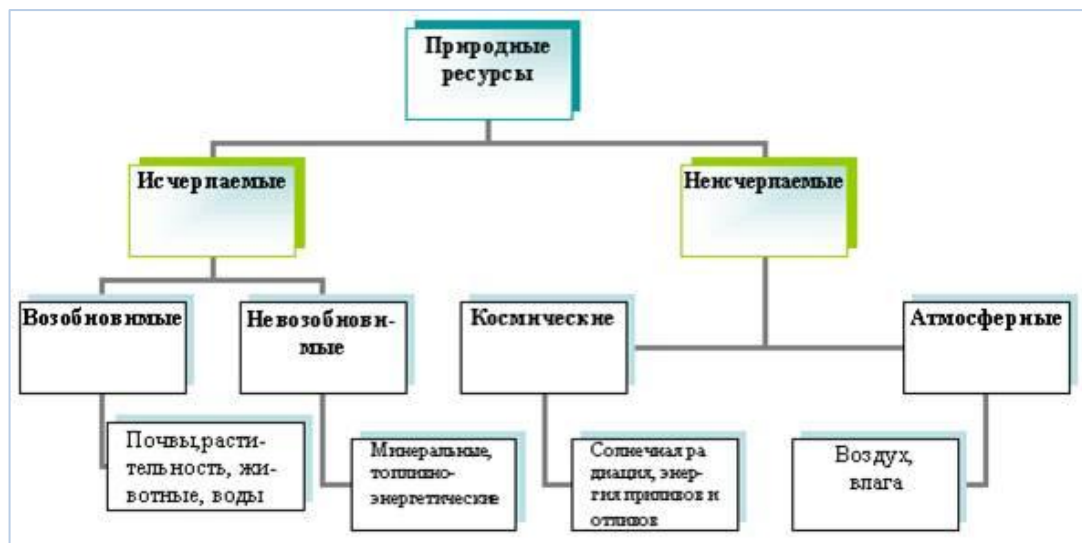 Природные
ресурсы
Исчерпаемые
Неисчерпаемые
Возобновимые
Невозобнови-
мые
Космические
Атмосферные
Почвы,расти-
тельность, жи-
вотные, воды
Минеральные,
топливно-
энергетические
Солнечная ра
диация, энер-
гия приливов и
отливов
Воздух,
влага